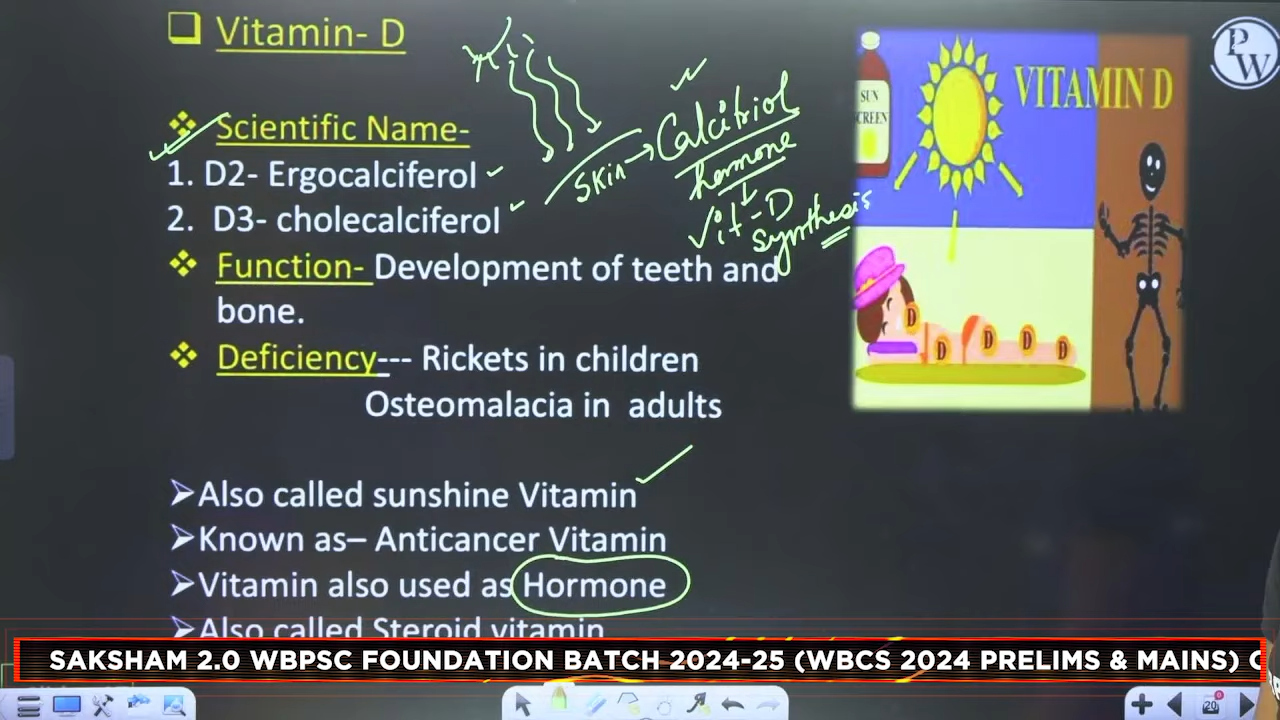 Vitamin- D
Scientific Name-
1. D2- Ergocalciferol
2. D3- cholecalciferol
Function- Development of teeth and
bone.
Deficiency--- Rickets in children
Osteomalacia in adults
Also called sunshine Vitamin
Known as– Anticancer Vitamin
Vitamin also used as Hormone
Also called Steroid vitamin
Skin → Calcitriol
hormone
↓
Vit-D
Synthesis
SUN
SCREEN
VITAMIN D
D
D
D
D
D
PW
SAKSHAM 2.0 WBPSC FOUNDATION BATCH 2024-25 (WBCS 2024 PRELIMS & MAINS)
20